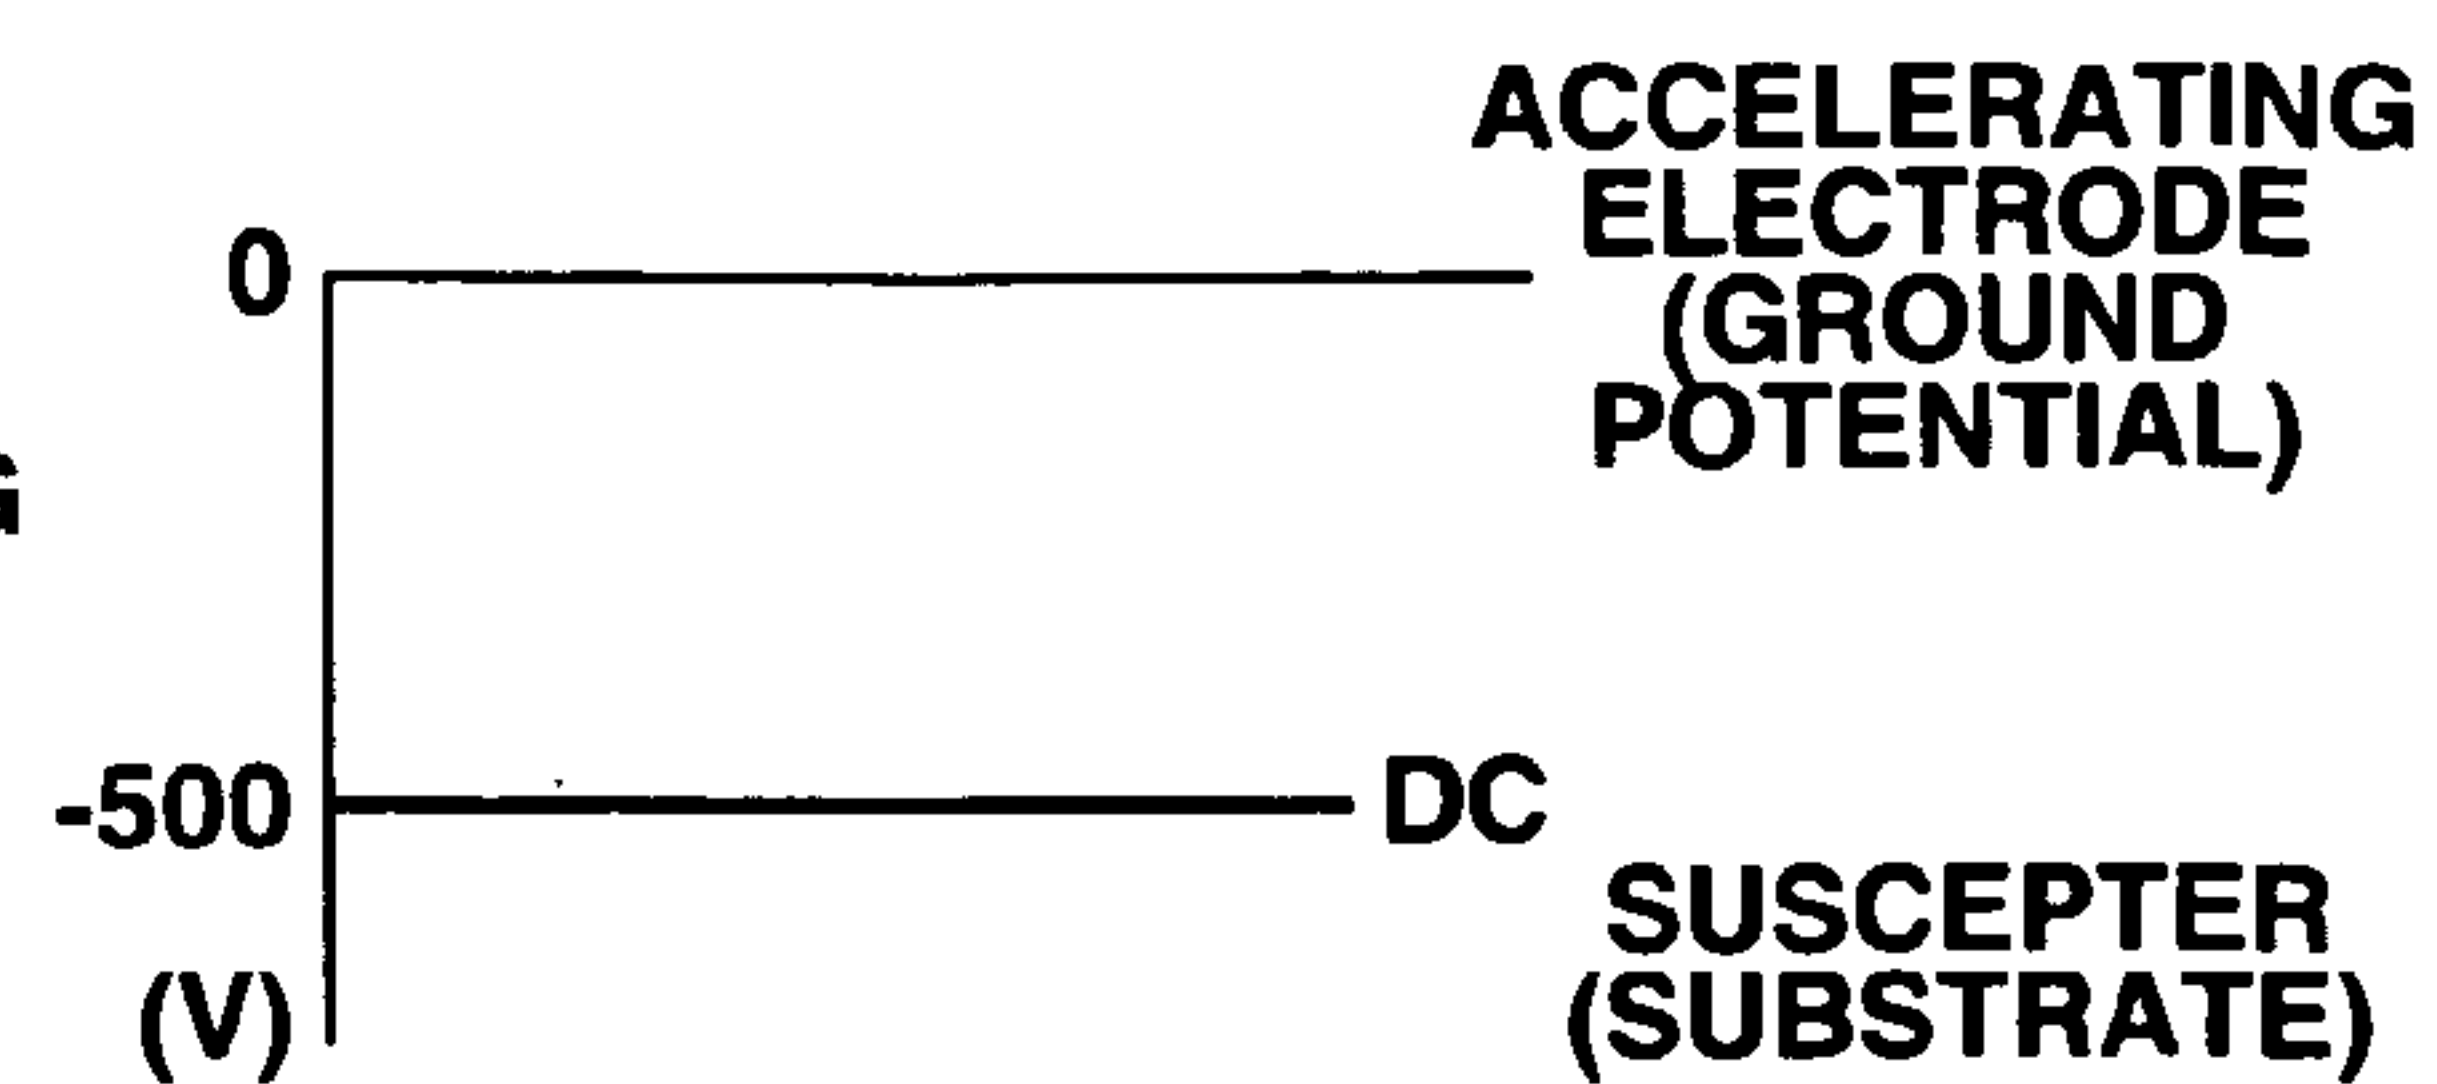 ACCELERATING
ELECTRODE
(GROUND
POTENTIAL)
0
-500
DC
SUSCEPTER
(SUBSTRATE)
(V)